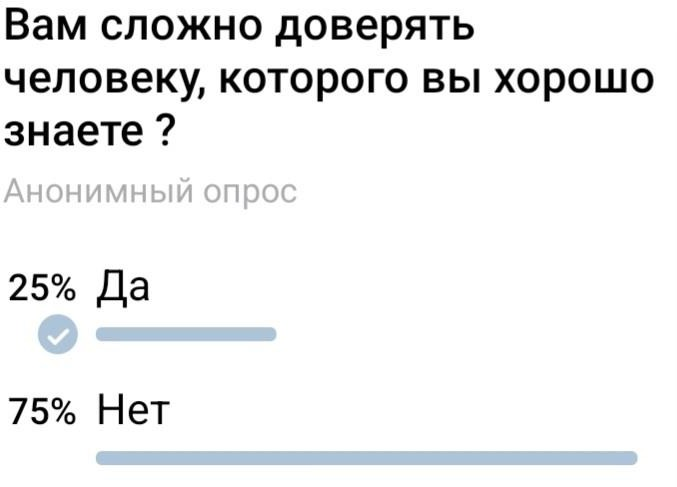 Вам сложно доверять
человеку, которого вы хорошо
знаете ?
Анонимный опрос
25% Да
75% Нет